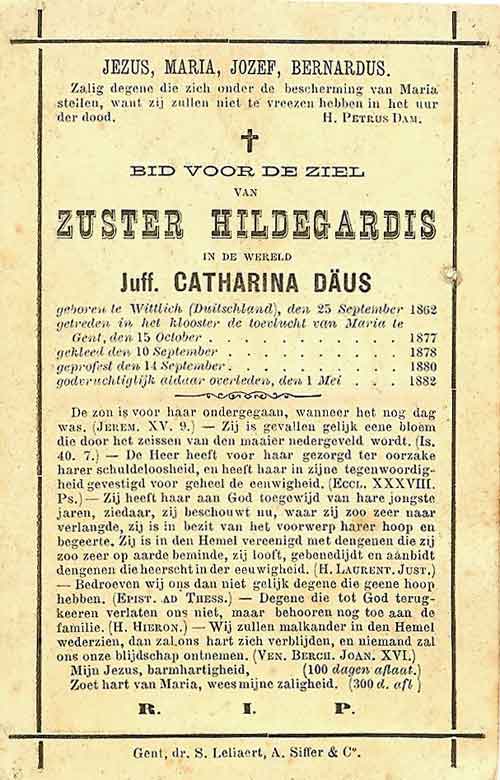 JEZUS, MARIA, JOZEF, BERNARDUS.
Zalig degene die zich onder de bescherming van Maria
stellen, want zij zullen niet te vreezen hebben in het uur
der dood. H. PETRUS DAM.
BID VOOR DE ZIEL
VAN
ZUSTER HILDEGARDIS
IN DE WERELD
Juff. CATHARINA DÄUS
geboren te Wittlich (Duitschland), den 25 September 1862
getreden in het klooster de toevlucht van Maria te
Gent, den 15 October . . . . . . . . . . . 1877
gekleed den 10 September . . . . . . . . . . 1878
geprofest den 14 September . . . . . . . . . . 1880
godvruchtiglijk aldaar overleden, den 1 Mei . . . 1882
De zon is voor haar ondergegaan, wanneer het nog dag
was. (JEREM. XV. 9.) — Zij is gevallen gelijk eene bloem
die door het zeissen van den maaier nedergeveld wordt. (IS.
40. 7.) — De Heer heeft voor haar gezorgd ter oorzake
harer schuldeloosheid, en heeft haar in zijne tegenwoordig-
heid gevestigd voor geheel de eeuwigheid. (ECCL. XXXVIII.
PS.) — Zij heeft haar aan God toegewijd van hare jongste
jaren, ziedaar, zij beschouwt nu, waar zij zoo zeer naar
verlangde, zij is in bezit van het voorwerp harer hoop en
begeerte. Zij is in den Hemel vereenigd met dengenen die zij
zoo zeer op aarde beminde, zij looft, gebenedijdt en aanbidt
dengenen die heerscht in der eeuwigheid. (H. LAURENT. JUST.)
— Bedroeven wij ons dan niet gelijk degene die geene hoop
hebben. (EPIST. AD THESS.) — Degene die tot God terug-
keeren verlaten ons niet, maar behooren nog toe aan de
familie. (H. HIERON.) — Wij zullen malkander in den Hemel
wederzien, dan zal ons hart zich verblijden, en niemand zal
ons onze blijdschap ontnemen. (VEN. BERCH. JOAN. XVI.)
Mijn Jezus, barmhartigheid, (100 dagen aflaat.)
Zoet hart van Maria, wees mijne zaligheid. (300 d. afl)
R. I. P.
Gent, dr. S. Leliaert, A. Siffer & Cº.